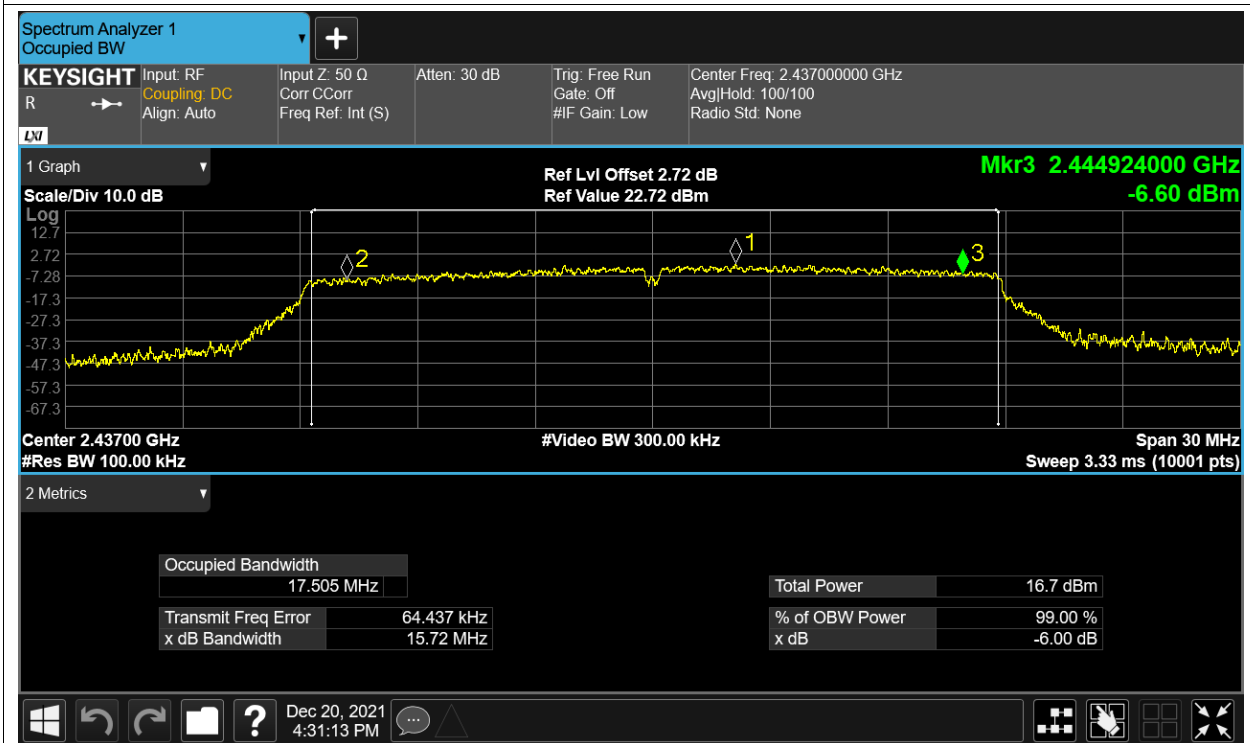 Spectrum Analyzer 1
Occupied BW
KEYSIGHT
R
LXI
Input: RF
Coupling: DC
Align: Auto
Input Z: 50 Ω
Corr CCorr
Freq Ref: Int (S)
Atten: 30 dB
Trig: Free Run
Gate: Off
#IF Gain: Low
Center Freq: 2.437000000 GHz
Avg|Hold: 100/100
Radio Std: None
1 Graph
Scale/Div 10.0 dB
Ref Lvl Offset 2.72 dB
Ref Value 22.72 dBm
Mkr3 2.444924000 GHz
-6.60 dBm
Log
12.7
2.72
-7.28
-17.3
-27.3
-37.3
-47.3
-57.3
-67.3
2
1
3
Center 2.43700 GHz
#Res BW 100.00 kHz
#Video BW 300.00 kHz
Span 30 MHz
Sweep 3.33 ms (10001 pts)
2 Metrics
Occupied Bandwidth
17.505 MHz
Transmit Freq Error 64.437 kHz
x dB Bandwidth 15.72 MHz
Total Power 16.7 dBm
% of OBW Power 99.00 %
x dB -6.00 dB
?
Dec 20, 2021
4:31:13 PM